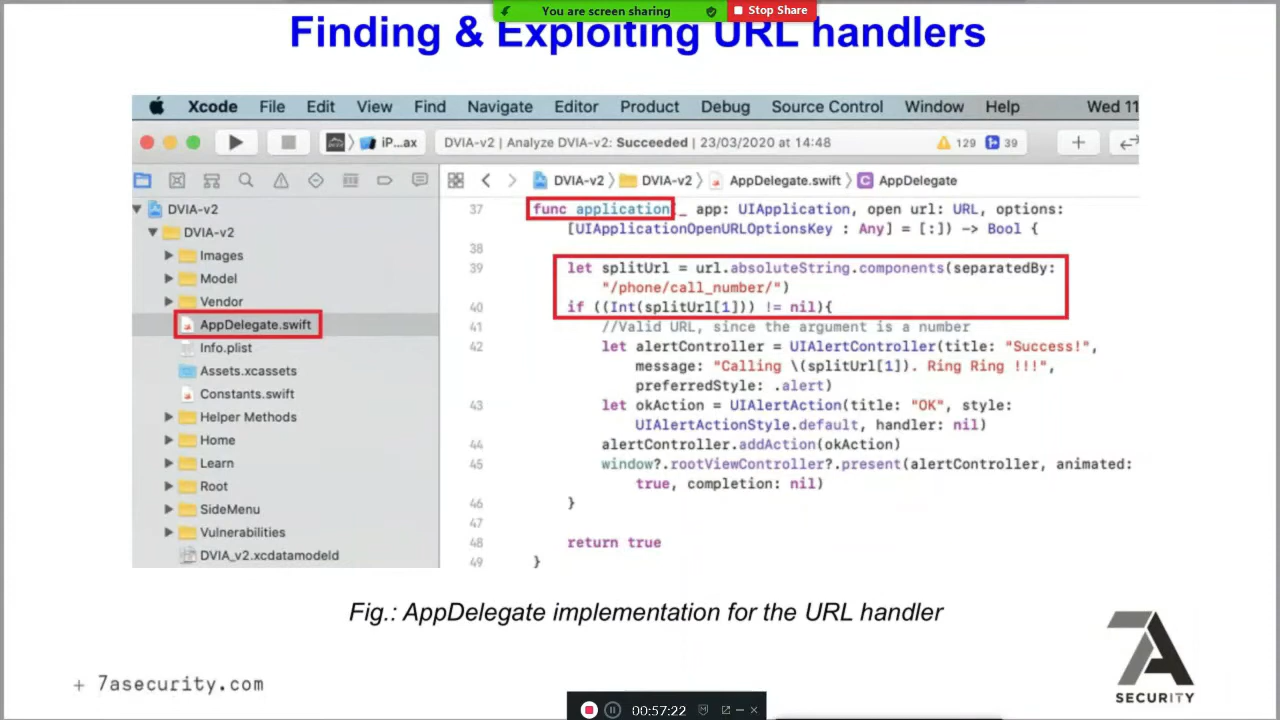 You are screen sharing
Stop Share
Finding & Exploiting URL handlers
Xcode File Edit View Find Navigate Editor Product Debug Source Control Window Help Wed 11
iP...ax
DVIA-v2 | Analyze DVIA-v2: Succeeded | 23/03/2020 at 14:48
129
39
DVIA-v2
DVIA-v2
Images
Model
Vendor
AppDelegate.swift
Info.plist
Assets.xcassets
Constants.swift
Helper Methods
Home
Learn
Root
SideMenu
Vulnerabilities
DVIA_v2.xcdatamodeld
DVIA-v2 DVIA-v2 AppDelegate.swift C AppDelegate
37 func application(_ app: UIApplication, open url: URL, options:
[UIApplicationOpenURLOptionsKey : Any] = [:]) -> Bool {
38
39 let splitUrl = url.absoluteString.components(separatedBy:
"/phone/call_number/")
40 if ((Int(splitUrl[1])) != nil){
41 //Valid URL, since the argument is a number
42 let alertController = UIAlertController(title: "Success!",
message: "Calling \(splitUrl[1]). Ring Ring !!!",
preferredStyle: .alert)
43 let okAction = UIAlertAction(title: "OK", style:
UIAlertActionStyle.default, handler: nil)
44 alertController.addAction(okAction)
45 window?.rootViewController?.present(alertController, animated:
true, completion: nil)
46 }
47
48 return true
49 }
Fig.: AppDelegate implementation for the URL handler
+ 7asecurity.com
7A
SECURITY
00:57:22